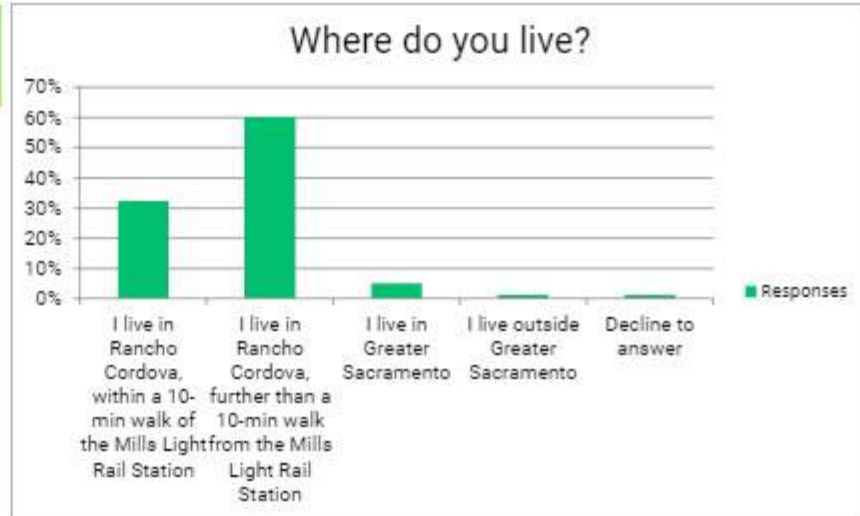 Where do you live?
70%
60%
50%
40%
30%
20%
10%
0%
I live in
Rancho
Cordova,
within a 10-
min walk of
the Mills Light
Rail Station
I live in
Rancho
Cordova,
further than a
10-min walk
from the Mills
Light Rail
Station
I live in
Greater
Sacramento
I live outside
Greater
Sacramento
Decline to
answer
Responses